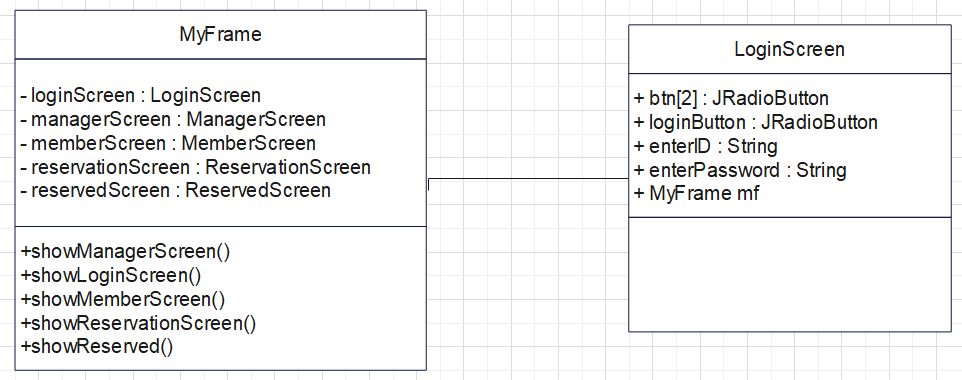 MyFrame
- loginScreen : LoginScreen
- managerScreen : ManagerScreen
- memberScreen : MemberScreen
- reservationScreen : ReservationScreen
- reservedScreen : ReservedScreen
+showManagerScreen()
+showLoginScreen()
+showMemberScreen()
+showReservationScreen()
+showReserved()
LoginScreen
+ btn[2] : JRadioButton
+ loginButton : JRadioButton
+ enterID : String
+ enterPassword : String
+ MyFrame mf